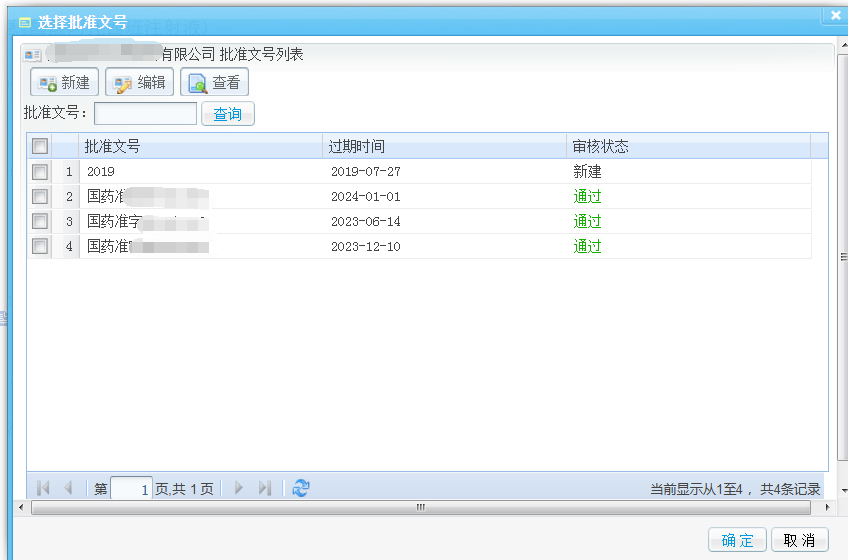 选择批准文号
有限公司 批准文号列表
新建 编辑 查看
批准文号： 查询
批准文号 过期时间 审核状态
1 2019 2019-07-27 新建
2 国药准 2024-01-01 通过
3 国药准字 2023-06-14 通过
4 国药准 2023-12-10 通过
第 1 页,共 1 页 当前显示从1至4， 共4条记录
确 定 取 消